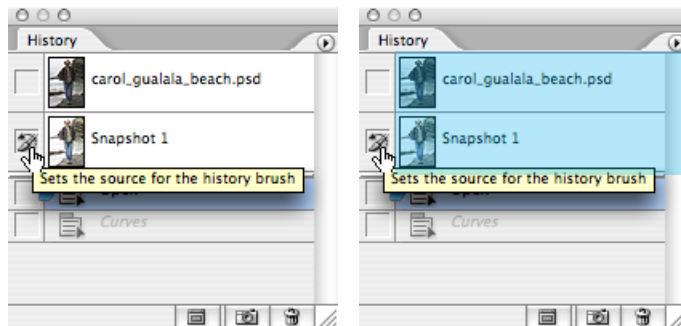 History
carol_gualala_beach.psd
Snapshot 1
Sets the source for the history brush
Curves
History
carol_gualala_beach.psd
Snapshot 1
Sets the source for the history brush
Curves